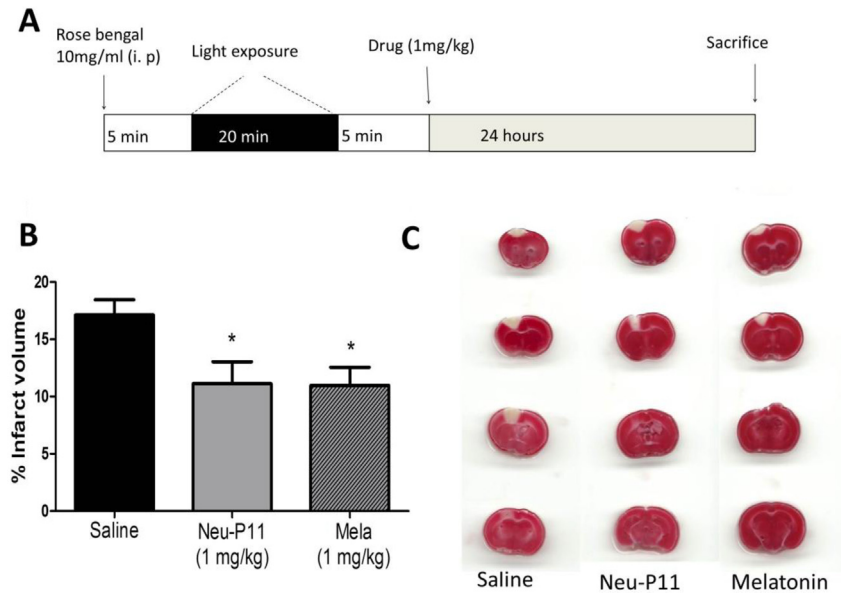 A
Rose bengal
10mg/ml (i. p)
Light exposure
Drug (1mg/kg)
Sacrifice
5 min
20 min
5 min
24 hours
B
% Infarct volume
20
15
10
5
0
*
*
Saline
Neu-P11
(1 mg/kg)
Mela
(1 mg/kg)
C
Saline
Neu-P11
Melatonin